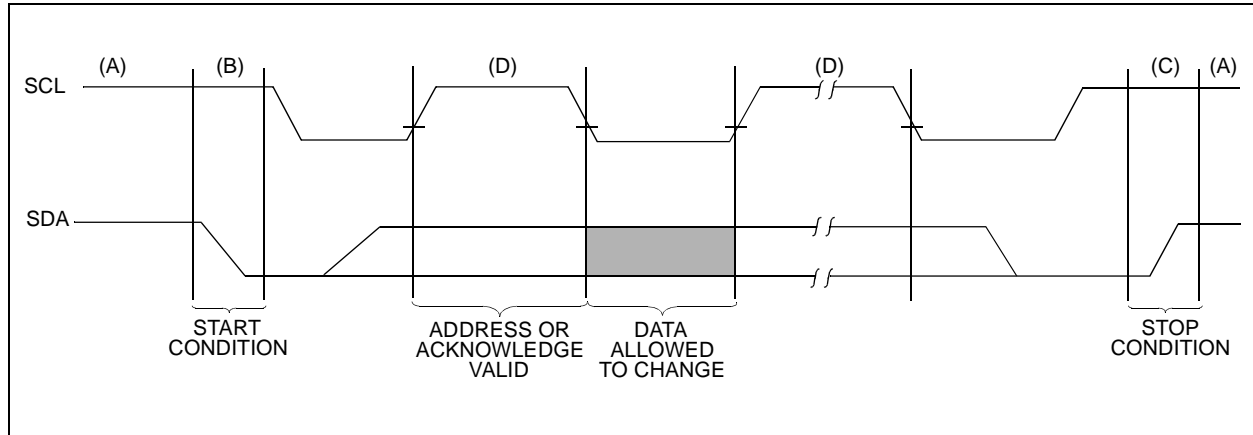 (A)
(B)
(D)
(D)
(C)
(A)
SCL
SDA
START
CONDITION
ADDRESS OR
ACKNOWLEDGE
VALID
DATA
ALLOWED
TO CHANGE
STOP
CONDITION